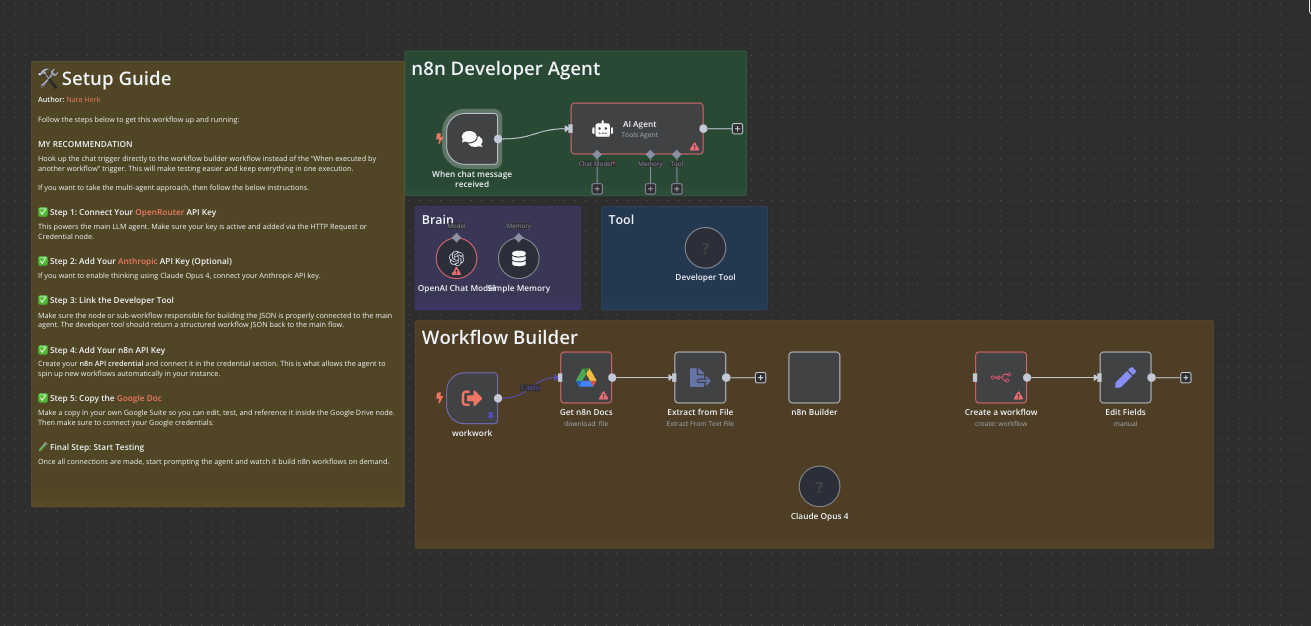 🛠️ Setup Guide
Author: Nate Herk
Follow the steps below to get this workflow up and running:
MY RECOMMENDATION
Hook up the chat trigger directly to the workflow builder workflow instead of the "When executed by
another workflow" trigger. This will make testing easier and keep everything in one execution.
If you want to take the multi-agent approach, then follow the below instructions.
✅ Step 1: Connect Your OpenRouter API Key
This powers the main LLM agent. Make sure your key is active and added via the HTTP Request or
Credential node.
✅ Step 2: Add Your Anthropic API Key (Optional)
If you want to enable thinking using Claude Opus 4, connect your Anthropic API key.
✅ Step 3: Link the Developer Tool
Make sure the node or sub-workflow responsible for building the JSON is properly connected to the main
agent. The developer tool should return a structured workflow JSON back to the main flow.
✅ Step 4: Add Your n8n API Key
Create your n8n API credential and connect it in the credential section. This is what allows the agent to
spin up new workflows automatically in your instance.
✅ Step 5: Copy the Google Doc
Make a copy in your own Google Suite so you can edit, test, and reference it inside the Google Drive node.
Then make sure to connect your Google credentials.
🧪 Final Step: Start Testing
Once all connections are made, start prompting the agent and watch it build n8n workflows on demand.
n8n Developer Agent
When chat message
received
AI Agent
Tools Agent
Chat Model*
Memory
Tool
Brain
Model
OpenAI Chat Model
Memory
Simple Memory
Tool
?
Developer Tool
Workflow Builder
workwork
1 item
Get n8n Docs
download: file
Extract from File
Extract From Text File
n8n Builder
Create a workflow
create: workflow
Edit Fields
manual
?
Claude Opus 4